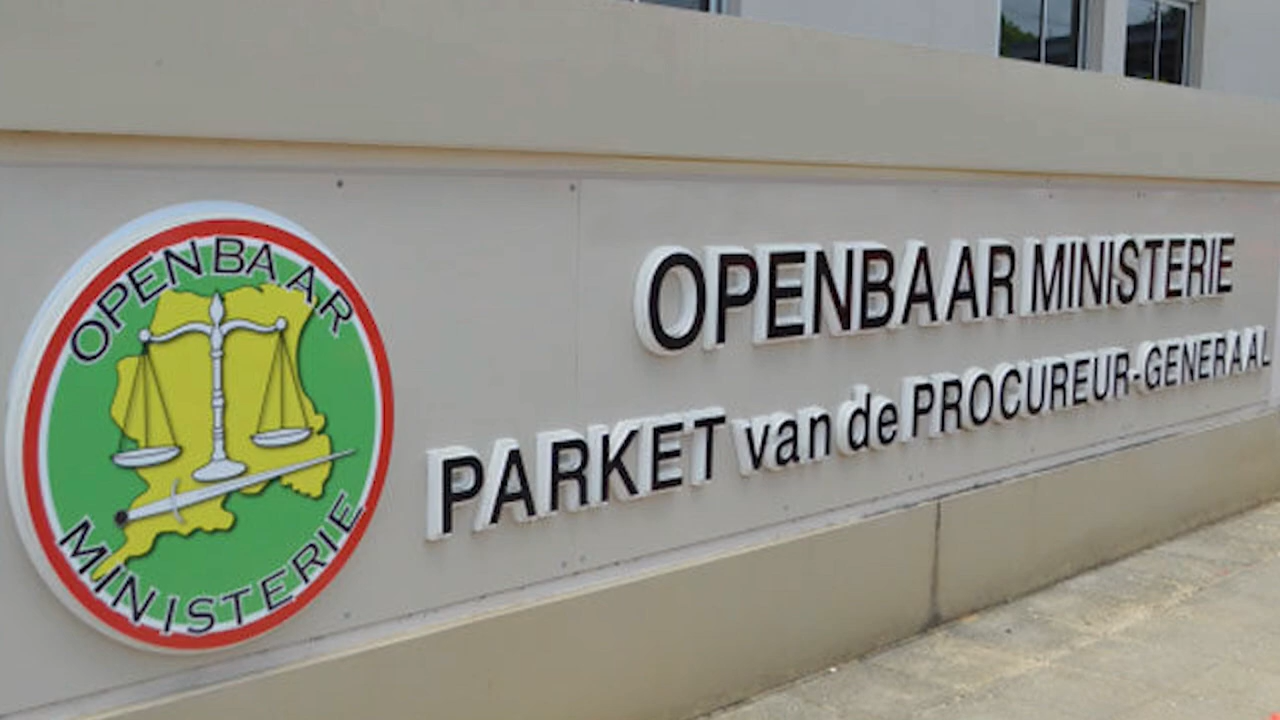 OPENBAAR
MINISTERIE
OPENBAAR MINISTERIE
PARKET van de PROCUREUR-GENERAAL